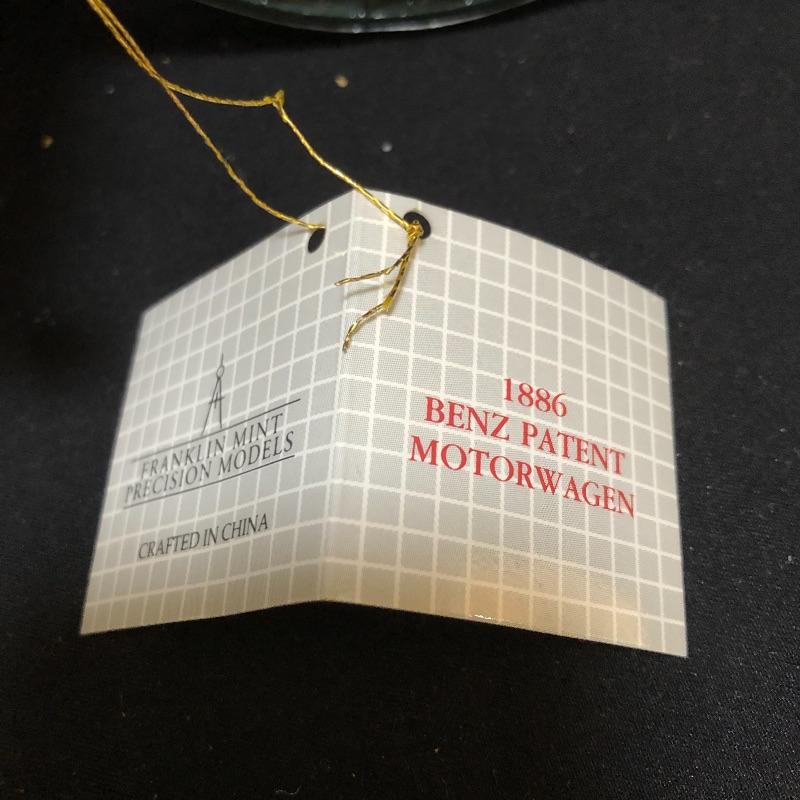 FRANKLIN MINT
PRECISION MODELS
CRAFTED IN CHINA
1886
BENZ PATENT
MOTORWAGEN